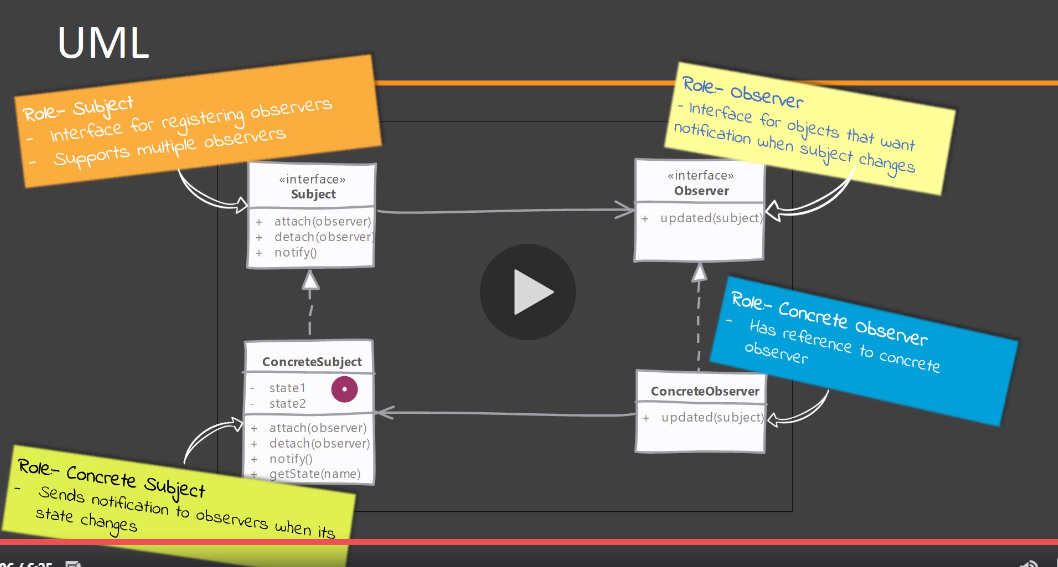 UML
Role:- Subject
- Interface for registering observers
- Supports multiple observers
Role:- Observer
- Interface for objects that want
notification when subject changes
«interface»
Subject
+ attach(observer)
+ detach(observer)
+ notify()
«interface»
Observer
+ updated(subject)
Role:- Concrete Observer
- Has reference to concrete
observer
ConcreteSubject
- state1
- state2
+ attach(observer)
+ detach(observer)
+ notify()
+ getState(name)
ConcreteObserver
+ updated(subject)
Role:- Concrete Subject
- Sends notification to observers when its
state changes